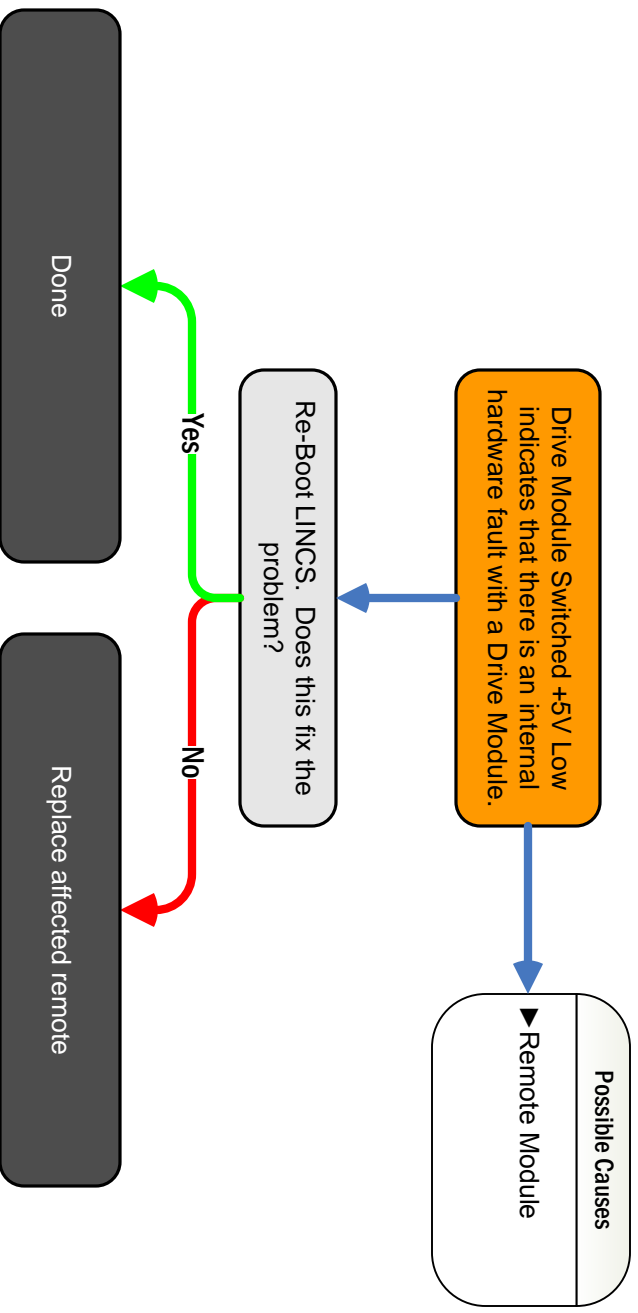 Drive Module Switched +5V Low
indicates that there is an internal
hardware fault with a Drive Module.
Possible Causes
►Remote Module
Re-Boot LINCS.  Does this fix the
problem?
Yes
No
Done
Replace affected remote